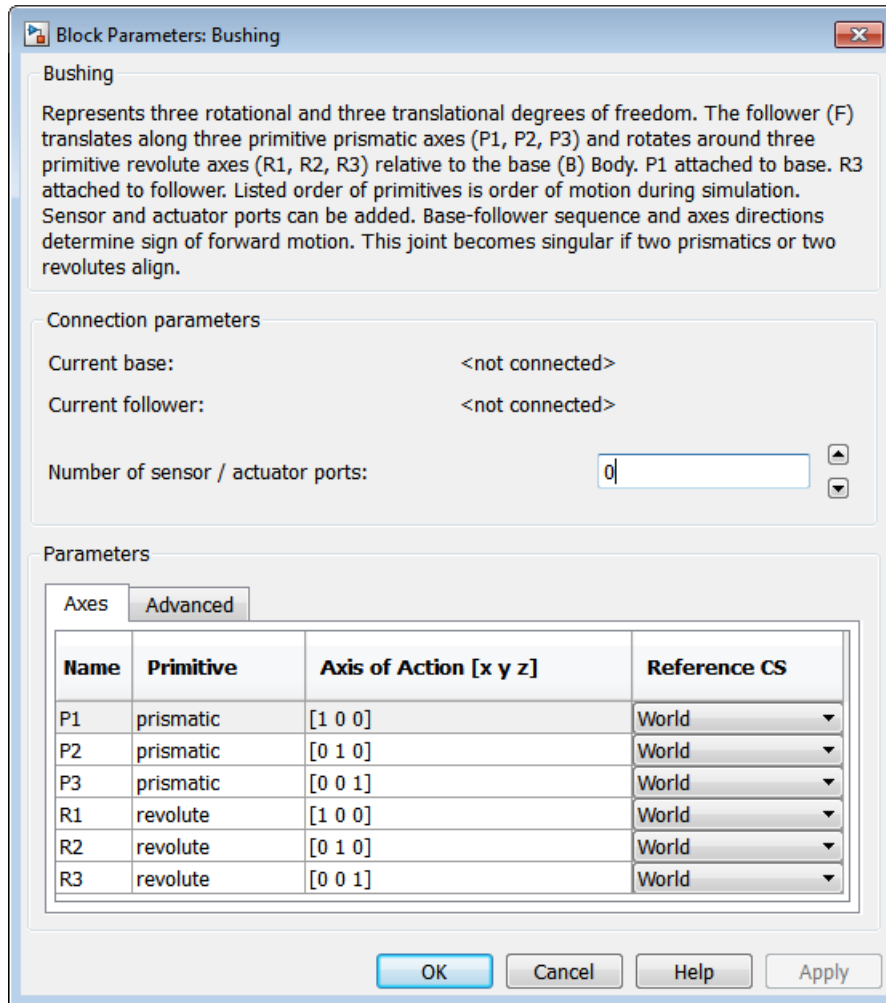 Block Parameters: Bushing
Bushing
Represents three rotational and three translational degrees of freedom. The follower (F)
translates along three primitive prismatic axes (P1, P2, P3) and rotates around three
primitive revolute axes (R1, R2, R3) relative to the base (B) Body. P1 attached to base. R3
attached to follower. Listed order of primitives is order of motion during simulation.
Sensor and actuator ports can be added. Base-follower sequence and axes directions
determine sign of forward motion. This joint becomes singular if two prismatics or two
revolutes align.
Connection parameters
Current base: <not connected>
Current follower: <not connected>
Number of sensor / actuator ports: 0
Parameters
Axes Advanced
Name Primitive Axis of Action [x y z] Reference CS
P1 prismatic [1 0 0] World
P2 prismatic [0 1 0] World
P3 prismatic [0 0 1] World
R1 revolute [1 0 0] World
R2 revolute [0 1 0] World
R3 revolute [0 0 1] World
OK Cancel Help Apply